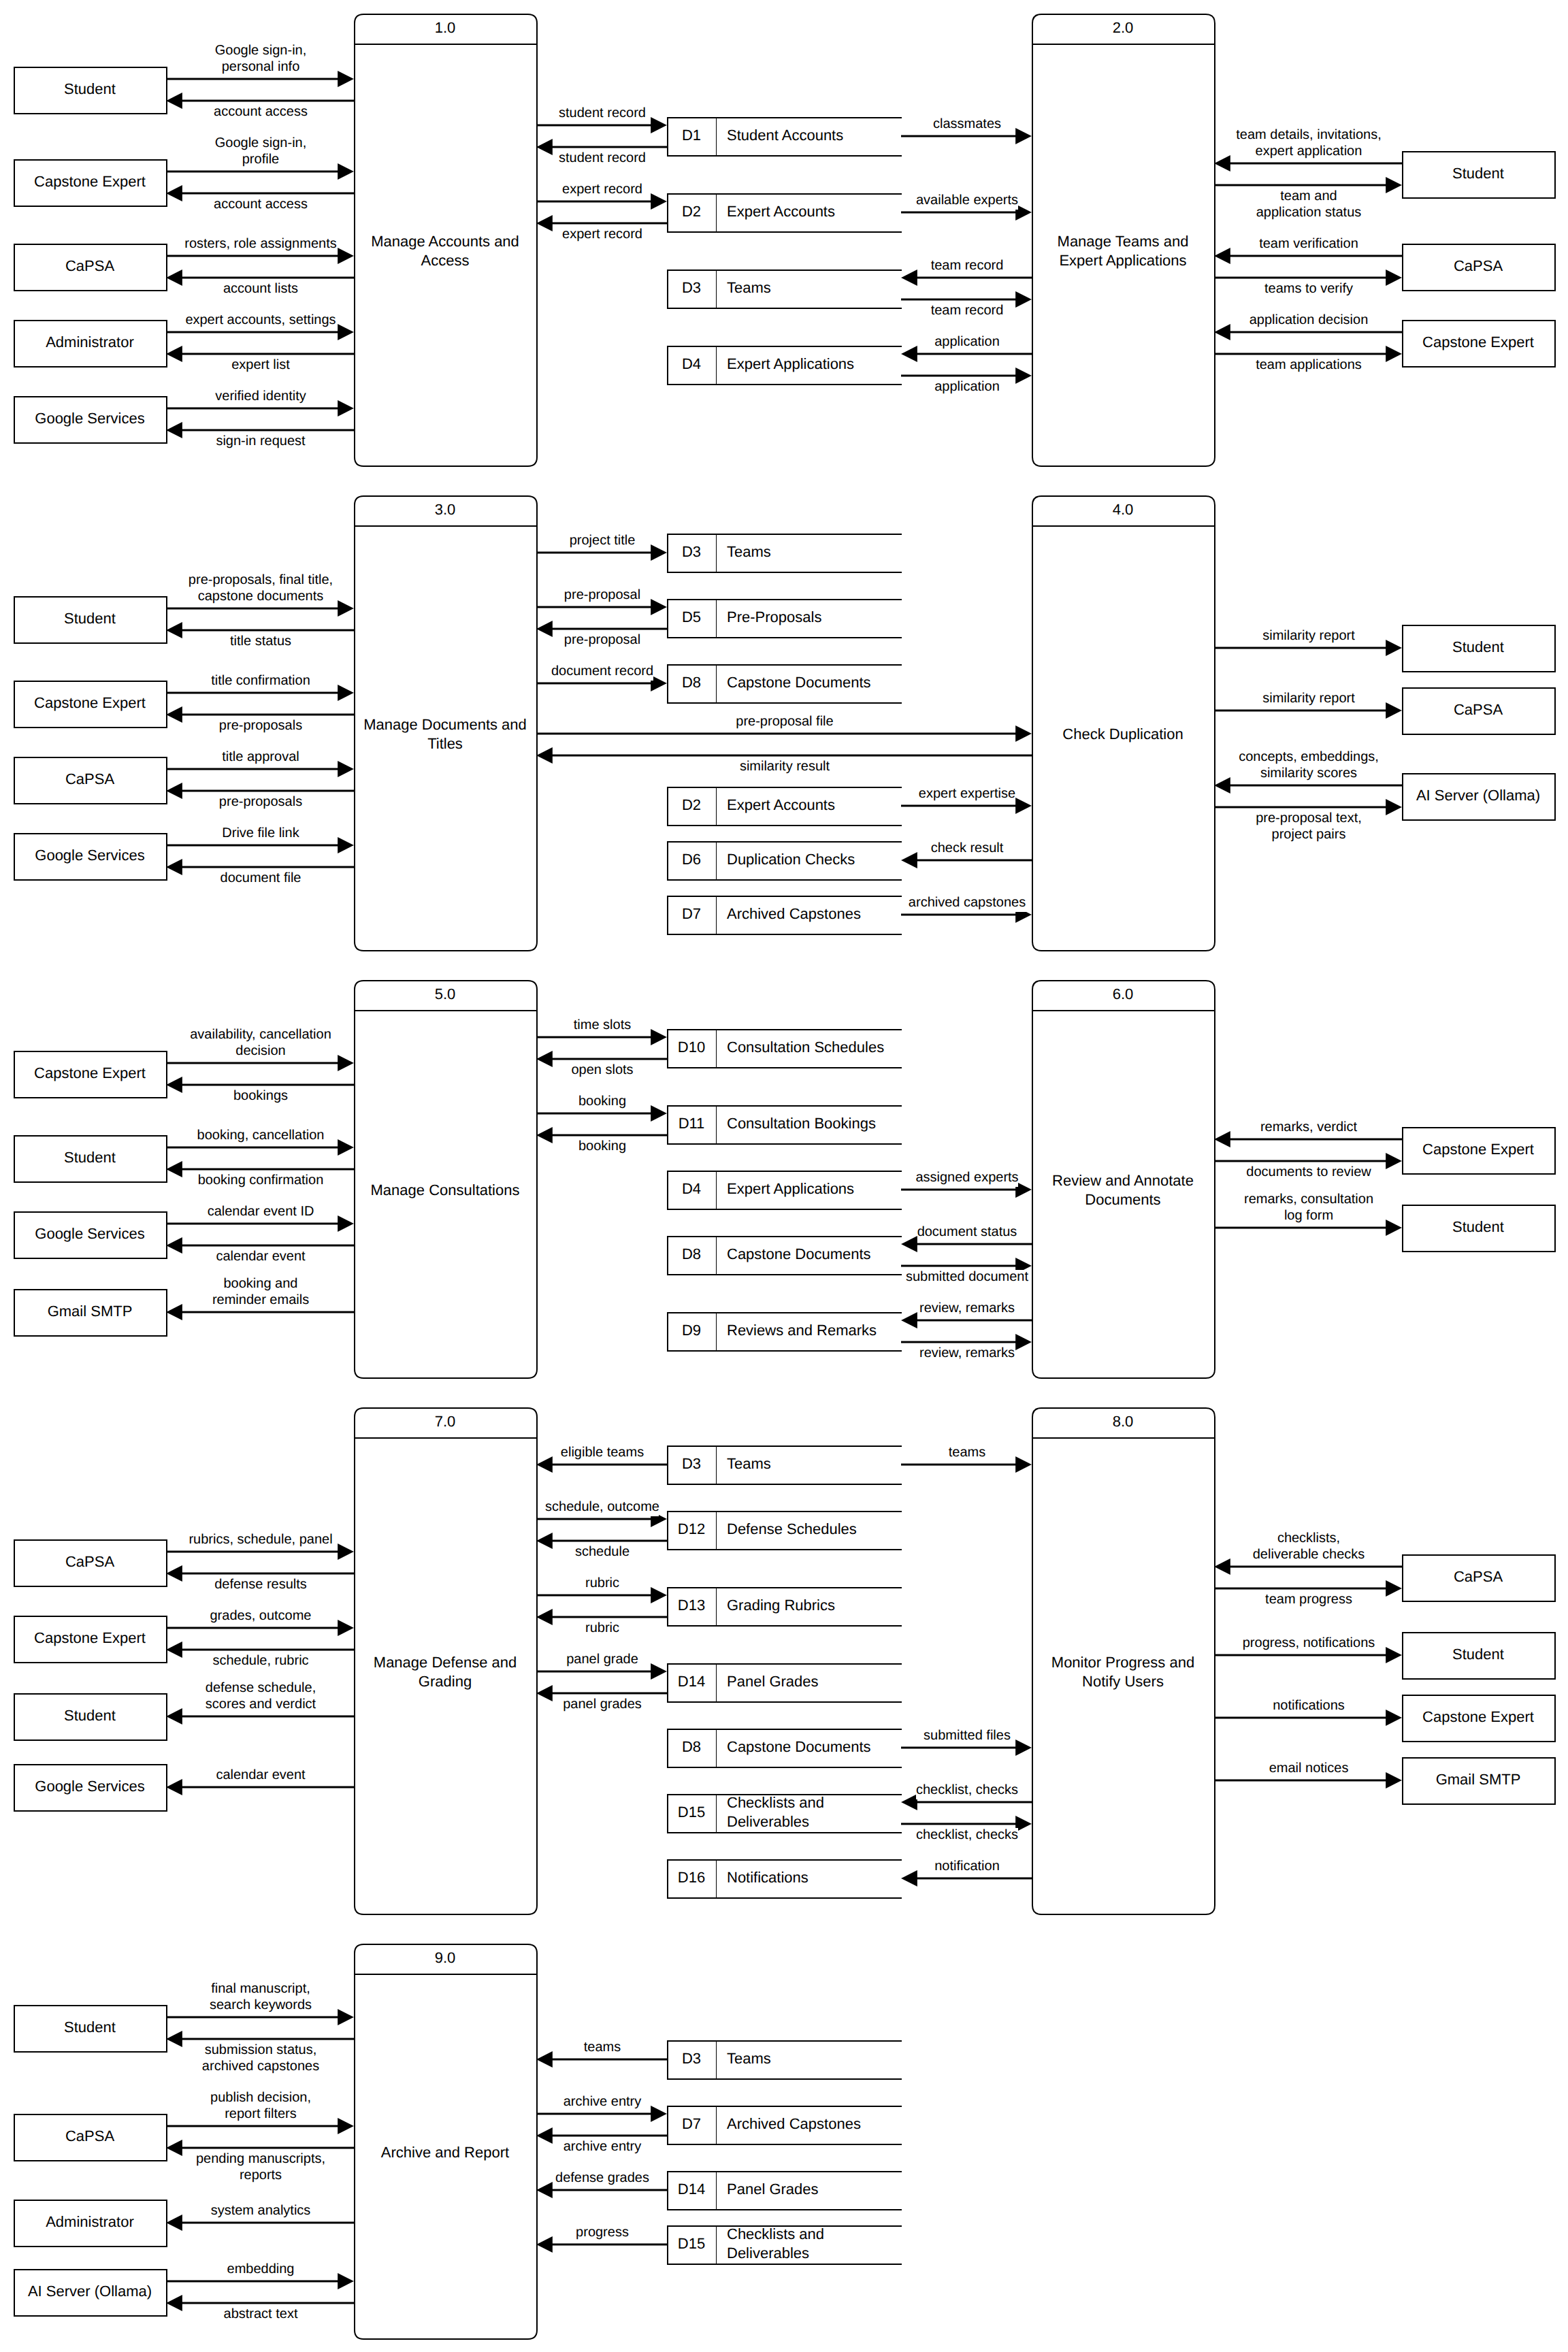 1.0
Manage Accounts and
Access
Student
Google sign-in,
personal info
account access
Capstone Expert
Google sign-in,
profile
account access
CaPSA
rosters, role assignments
account lists
Administrator
expert accounts, settings
expert list
Google Services
verified identity
sign-in request
student record
student record
D1
Student Accounts
classmates
expert record
expert record
D2
Expert Accounts
available experts
D3
Teams
team record
team record
D4
Expert Applications
application
application
2.0
Manage Teams and
Expert Applications
team details, invitations,
expert application
team and
application status
Student
team verification
teams to verify
CaPSA
application decision
team applications
Capstone Expert
3.0
Manage Documents and
Titles
Student
pre-proposals, final title,
capstone documents
title status
Capstone Expert
title confirmation
pre-proposals
CaPSA
title approval
pre-proposals
Google Services
Drive file link
document file
project title
D3
Teams
pre-proposal
pre-proposal
D5
Pre-Proposals
document record
D8
Capstone Documents
pre-proposal file
similarity result
D2
Expert Accounts
expert expertise
D6
Duplication Checks
check result
D7
Archived Capstones
archived capstones
4.0
Check Duplication
similarity report
Student
similarity report
CaPSA
concepts, embeddings,
similarity scores
pre-proposal text,
project pairs
AI Server (Ollama)
5.0
Manage Consultations
Capstone Expert
availability, cancellation
decision
bookings
Student
booking, cancellation
booking confirmation
Google Services
calendar event ID
calendar event
Gmail SMTP
booking and
reminder emails
time slots
open slots
D10
Consultation Schedules
booking
booking
D11
Consultation Bookings
D4
Expert Applications
assigned experts
D8
Capstone Documents
document status
submitted document
D9
Reviews and Remarks
review, remarks
review, remarks
6.0
Review and Annotate
Documents
remarks, verdict
documents to review
Capstone Expert
remarks, consultation
log form
Student
7.0
Manage Defense and
Grading
CaPSA
rubrics, schedule, panel
defense results
Capstone Expert
grades, outcome
schedule, rubric
Student
defense schedule,
scores and verdict
Google Services
calendar event
eligible teams
D3
Teams
teams
schedule, outcome
schedule
D12
Defense Schedules
rubric
rubric
D13
Grading Rubrics
panel grade
panel grades
D14
Panel Grades
D8
Capstone Documents
submitted files
D15
Checklists and
Deliverables
checklist, checks
checklist, checks
D16
Notifications
notification
8.0
Monitor Progress and
Notify Users
checklists,
deliverable checks
team progress
CaPSA
progress, notifications
Student
notifications
Capstone Expert
email notices
Gmail SMTP
9.0
Archive and Report
Student
final manuscript,
search keywords
submission status,
archived capstones
CaPSA
publish decision,
report filters
pending manuscripts,
reports
Administrator
system analytics
AI Server (Ollama)
embedding
abstract text
teams
D3
Teams
archive entry
archive entry
D7
Archived Capstones
defense grades
D14
Panel Grades
progress
D15
Checklists and
Deliverables